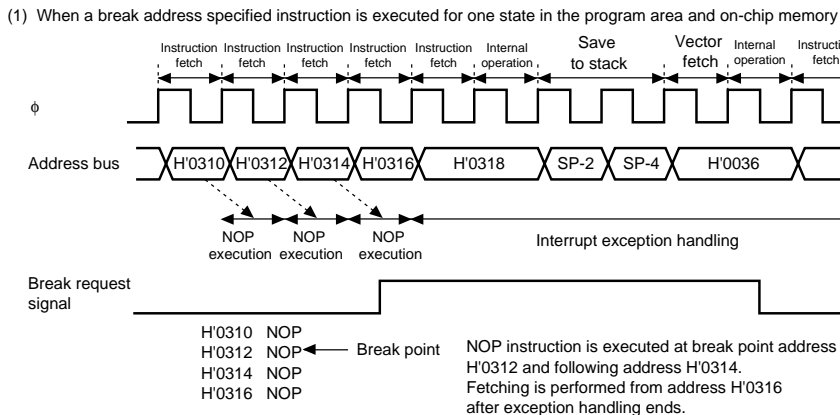 (1) When a break address specified instruction is executed for one state in the program area and on-chip memory
Instruction fetch
Instruction fetch
Instruction fetch
Instruction fetch
Instruction fetch
Internal operation
Save to stack
Vector fetch
Internal operation
fetch
ϕ
Address bus
H'0310
H'0312
H'0314
H'0316
H'0318
SP-2
SP-4
H'0036
NOP execution
NOP execution
NOP execution
Interrupt exception handling
Break request
signal
H'0310 NOP
H'0312 NOP
H'0314 NOP
H'0316 NOP
Break point
NOP instruction is executed at break point address
H'0312 and following address H'0314.
Fetching is performed from address H'0316
after exception handling ends.